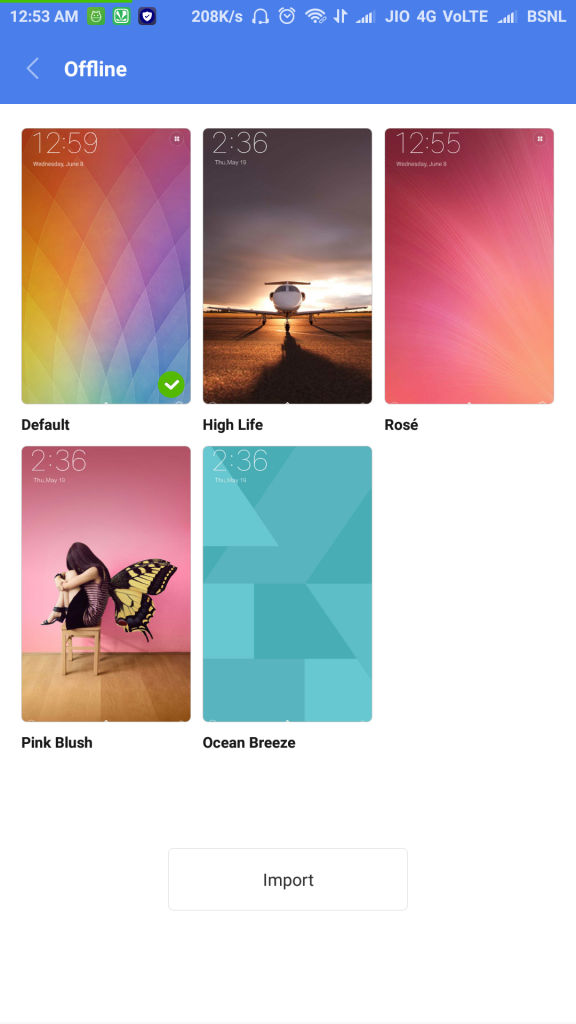 12:53 AM 208K/s JIO 4G VoLTE BSNL
Offline
12:59
Wednesday, June 8
2:36
Thu,May 19
12:55
Wednesday, June 8
Default
High Life
Rosé
2:36
Thu,May 19
2:36
Thu,May 19
Pink Blush
Ocean Breeze
Import